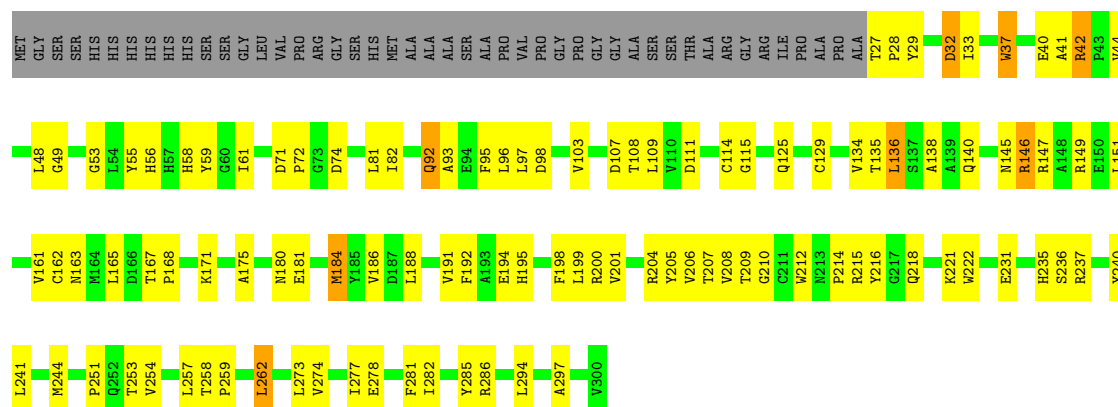 MET GLY SER SER HIS HIS HIS HIS HIS HIS SER SER GLY LEU VAL PRO ARG GLY SER HIS MET ALA ALA ALA SER ALA PRO VAL PRO GLY PRO GLY GLY ALA SER SER THR ALA ARG GLY ARG ILE PRO ALA PRO ALA T27 P28 Y29 D32 I33 W37 E40 A41 R42 P43 V44
L48 G49 G53 L54 Y55 H56 H57 H58 Y59 G60 I61 D71 P72 G73 D74 L81 I82 Q92 A93 E94 F95 L96 L97 D98 V103 D107 T108 L109 V110 D111 C114 G115 Q125 C129 V134 T135 L136 S137 A138 A139 Q140 N145 R146 R147 A148 R149 E150 L151
V161 C162 N163 M164 L165 D166 T167 P168 K171 A175 N180 E181 M184 Y185 V186 D187 L188 V191 F192 A193 E194 H195 F198 L199 R200 V201 R204 Y205 V206 T207 V208 T209 G210 C211 W212 N213 P214 R215 Y216 G217 Q218 K221 W222 E231 H235 S236 R237 Y240
L241 M244 P251 Q252 T253 V254 L257 T258 P259 L262 L273 V274 I277 E278 F281 I282 Y285 R286 L294 A297 V300